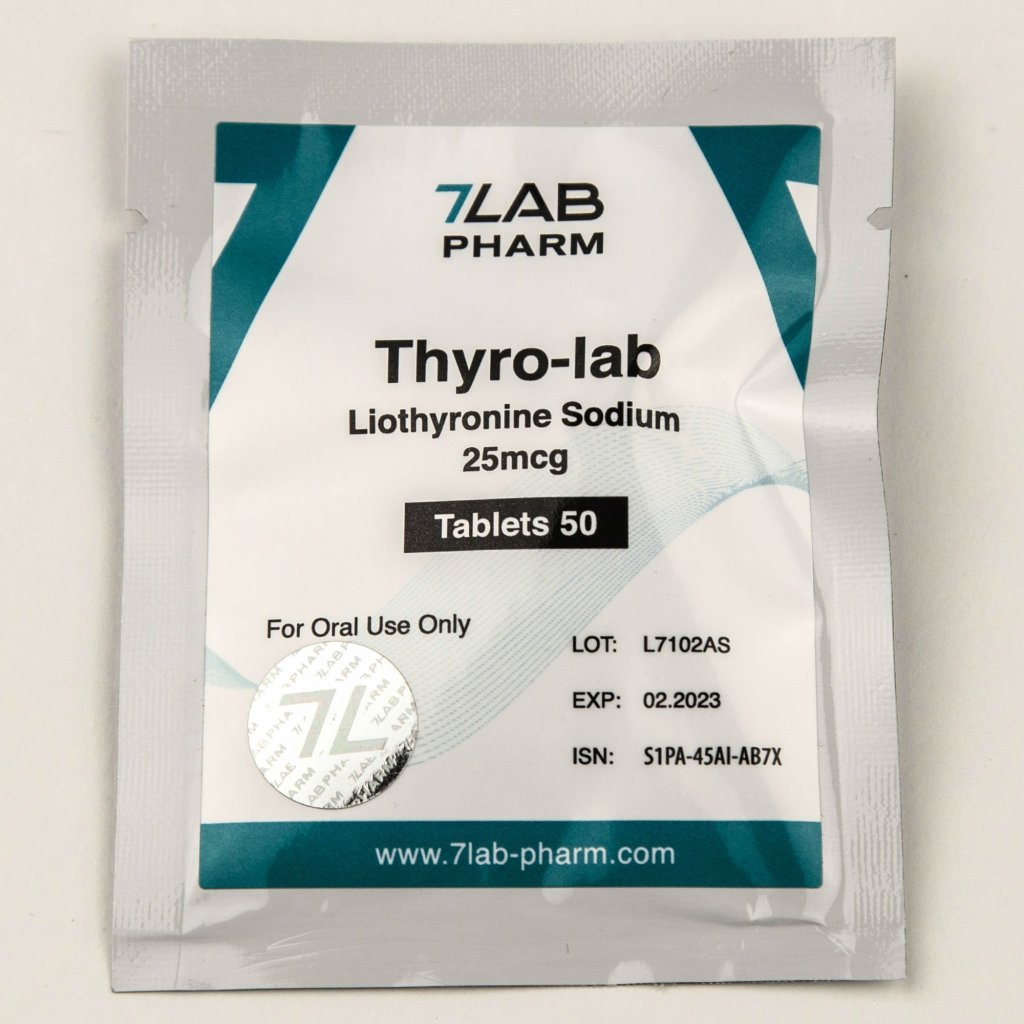 7LAB
PHARM
Thyro-lab
Liothyronine Sodium
25mcg
Tablets 50
For Oral Use Only
7L
LOT: L7102AS
EXP: 02.2023
ISN: S1PA-45AI-AB7X
www.7lab-pharm.com